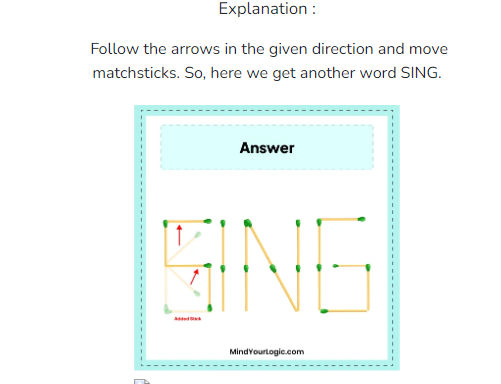 Explanation :
Follow the arrows in the given direction and move
matchsticks. So, here we get another word SING.
Answer
SING
Added Stick
MindYourLogic.com